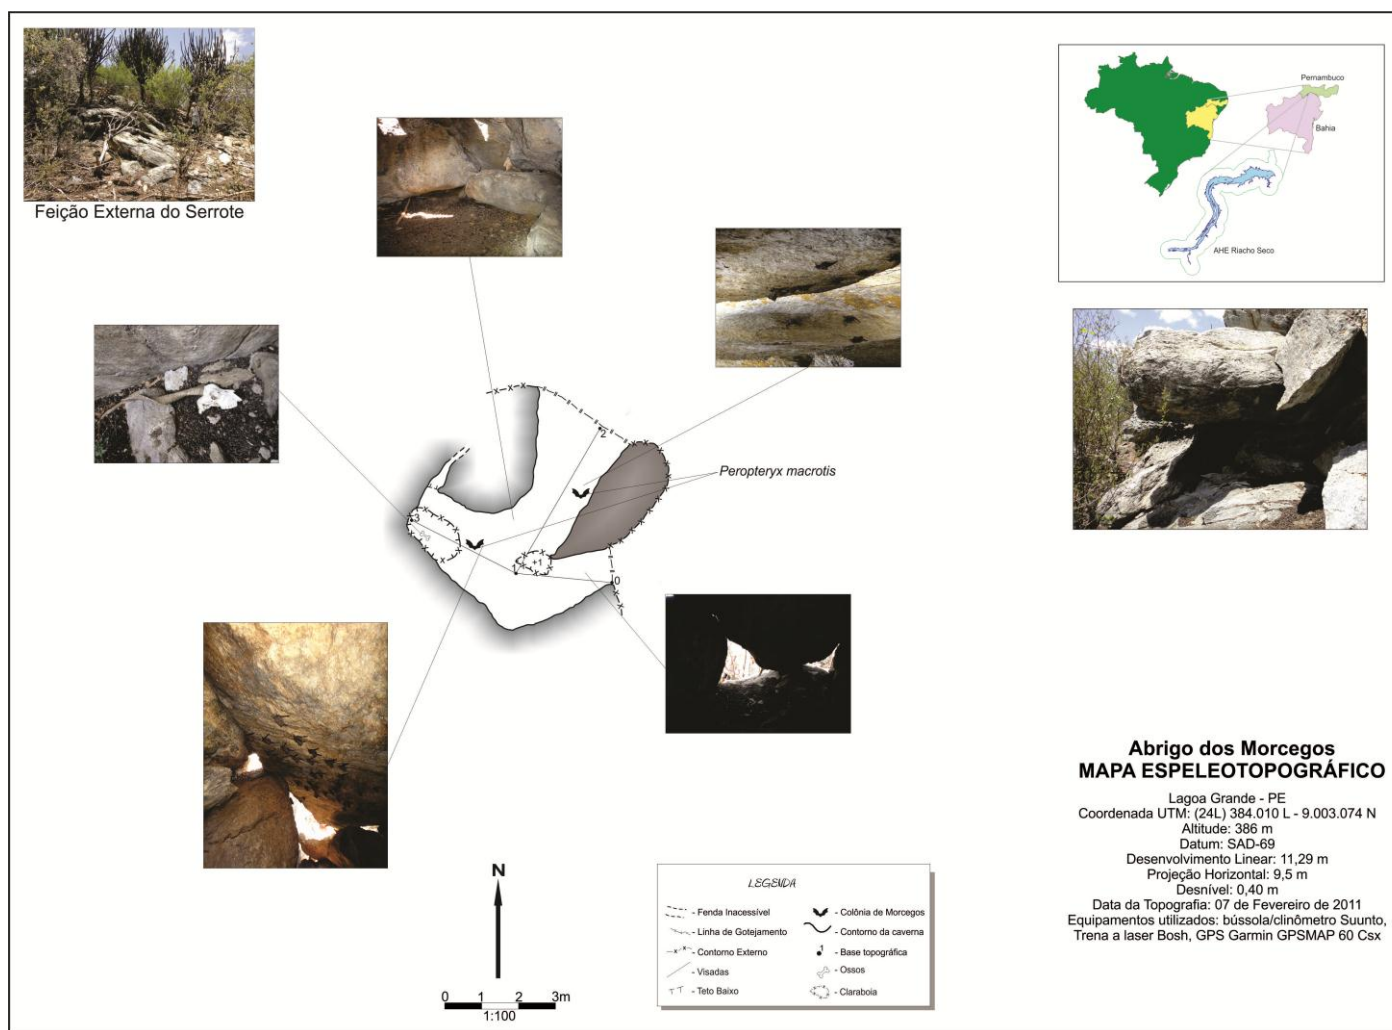 Feição Externa do Serrote
Pernambuco
Bahia
AHE Riacho Seco
2
Peropteryx macrotis
3
+1
1
0
Abrigo dos Morcegos
MAPA ESPELEOTOPOGRÁFICO
Lagoa Grande - PE
Coordenada UTM: (24L) 384.010 L - 9.003.074 N
Altitude: 386 m
Datum: SAD-69
Desenvolvimento Linear: 11,29 m
Projeção Horizontal: 9,5 m
Desnível: 0,40 m
Data da Topografia: 07 de Fevereiro de 2011
Equipamentos utilizados: bússola/clinômetro Suunto,
Trena a laser Bosh, GPS Garmin GPSMAP 60 Csx
N
0 1 2 3m
1:100
LEGENDA
- Fenda Inacessível
- Linha de Gotejamento
- Contorno Externo
- Visadas
- Teto Baixo
- Colônia de Morcegos
- Contorno da caverna
1 - Base topográfica
- Ossos
- Claraboia